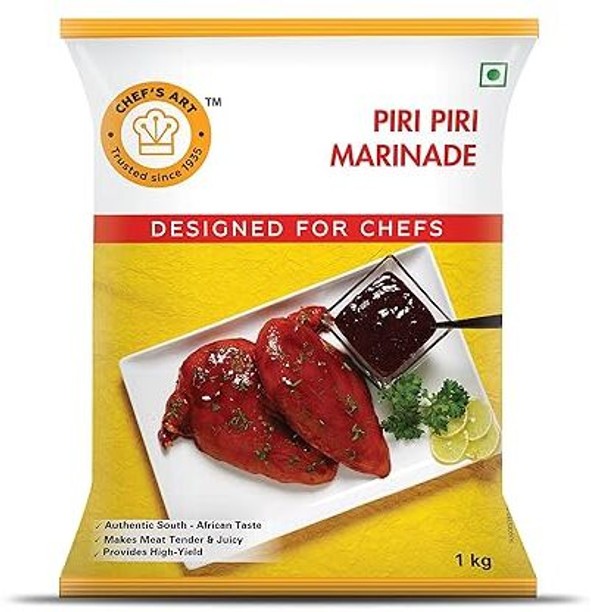 CHEF'S ART
Trusted since 1935
TM
PIRI PIRI
MARINADE
DESIGNED FOR CHEFS
✓ Authentic South - African Taste
✓ Makes Meat Tender & Juicy
✓ Provides High-Yield
1 kg